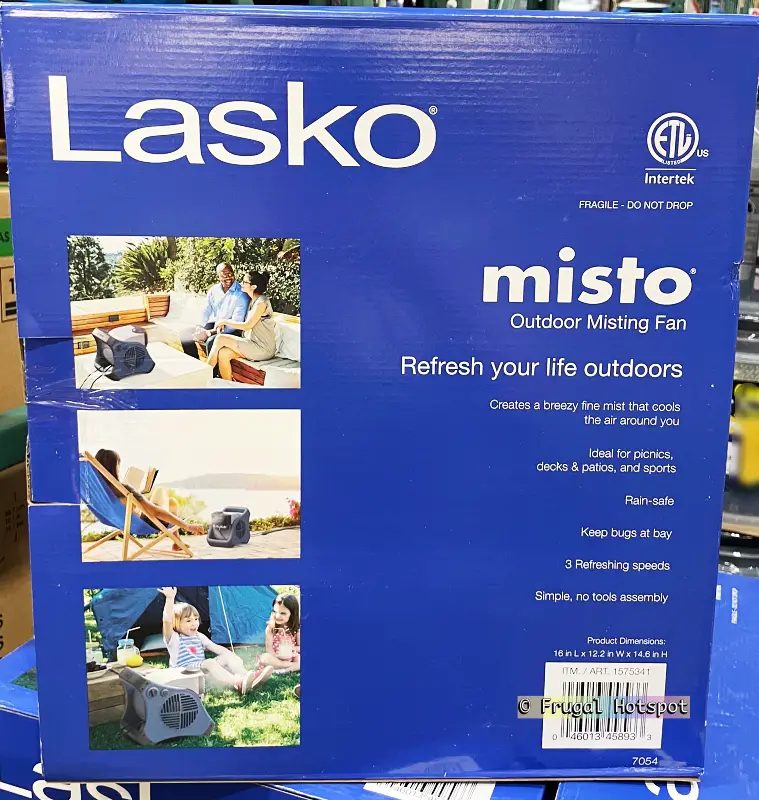 Lasko®
ETL LISTED US
Intertek
FRAGILE - DO NOT DROP
misto®
Outdoor Misting Fan
Refresh your life outdoors
Creates a breezy fine mist that cools
the air around you
Ideal for picnics,
decks & patios, and sports
Rain-safe
Keep bugs at bay
3 Refreshing speeds
Simple, no tools assembly
Product Dimensions:
16 in L x 12.2 in W x 14.6 in H
ITM. / ART. 1575341
© Frugal Hotspot
0 46013 45893 3
7054